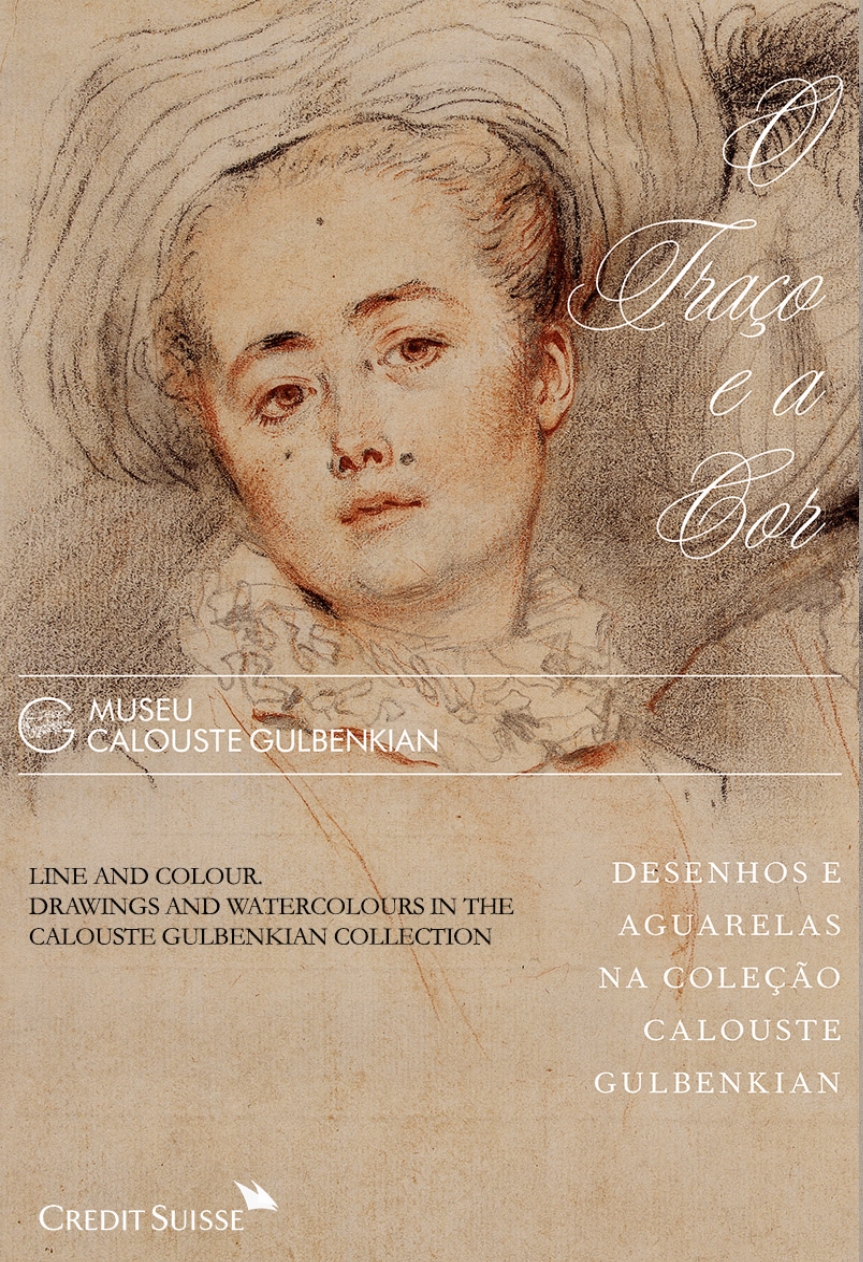 O
Traço
e a
Cor
MUSEU
CALOUSTE GULBENKIAN
LINE AND COLOUR.
DRAWINGS AND WATERCOLOURS IN THE
CALOUSTE GULBENKIAN COLLECTION
DESENHOS E
AGUARELAS
NA COLEÇÃO
CALOUSTE
GULBENKIAN
CREDIT SUISSE